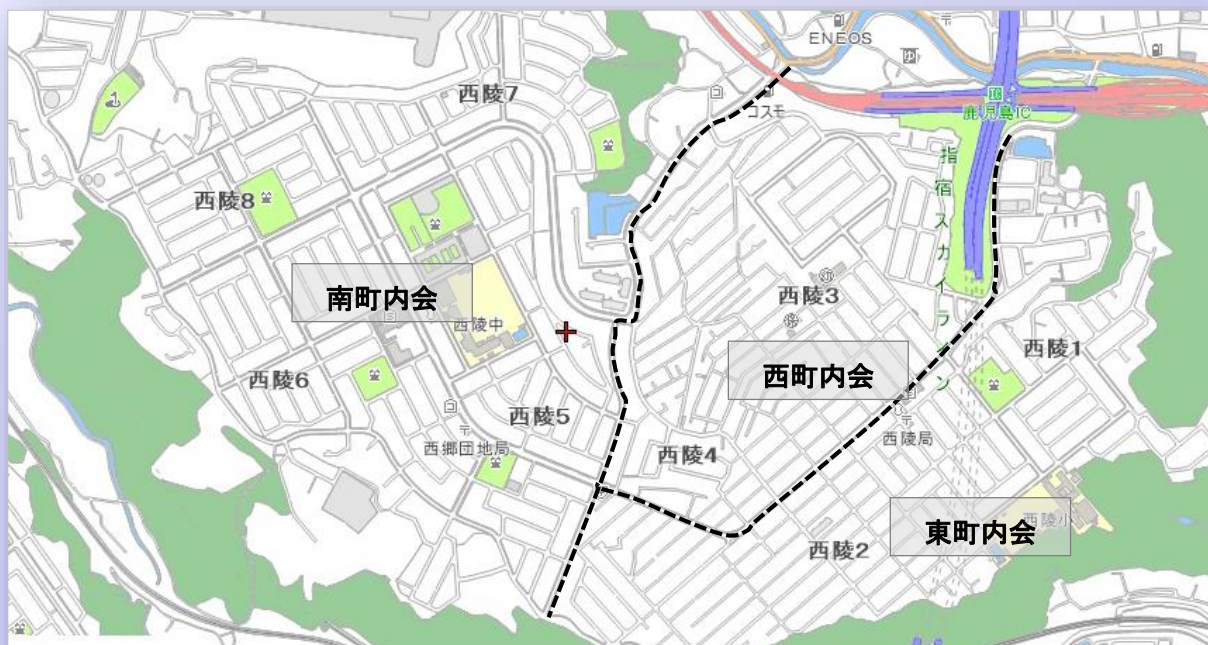 ENEOS
〒
ゆ
西陵7
コスモ
鹿児島IC
指宿スカイライン
西陵8
南町内会
西陵3
西陵中
西陵1
西町内会
西陵6
西陵5
〒
西陵局
西郷団地局
西陵4
東町内会
西陵小
西陵2